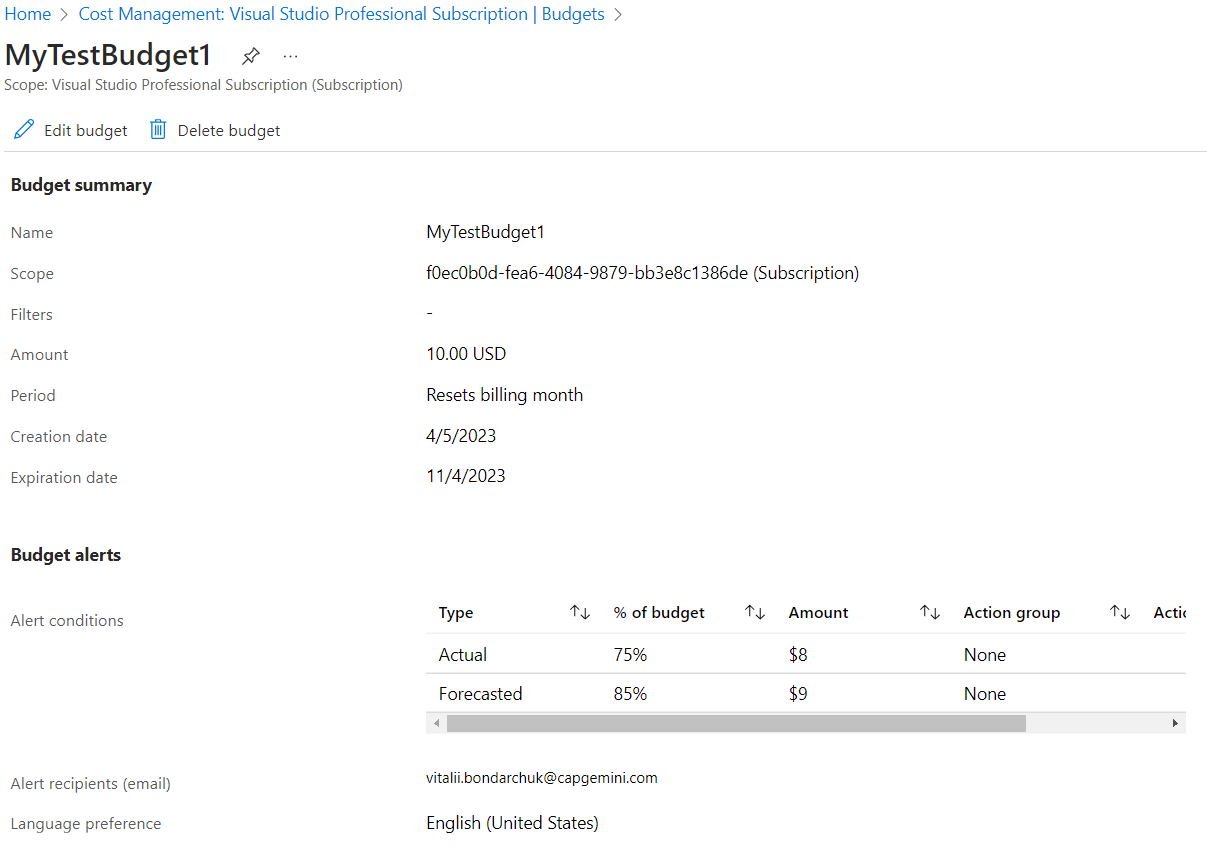 Home > Cost Management: Visual Studio Professional Subscription | Budgets >
MyTestBudget1 ...
Scope: Visual Studio Professional Subscription (Subscription)
Edit budget Delete budget
Budget summary
Name MyTestBudget1
Scope f0ec0b0d-fea6-4084-9879-bb3e8c1386de (Subscription)
Filters -
Amount 10.00 USD
Period Resets billing month
Creation date 4/5/2023
Expiration date 11/4/2023
Budget alerts
Alert conditions
Type ↑↓ % of budget ↑↓ Amount ↑↓ Action group ↑↓ Actic
Actual 75% $8 None
Forecasted 85% $9 None
Alert recipients (email) vitalii.bondarchuk@capgemini.com
Language preference English (United States)